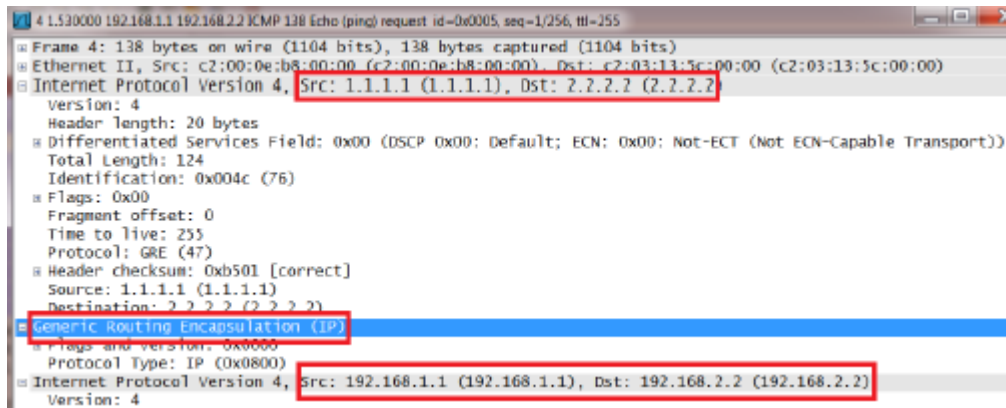 4 1.530000 192.168.1.1 192.168.2.2 ICMP 138 Echo (ping) request id=0x0005, seq=1/256, ttl=255
Frame 4: 138 bytes on wire (1104 bits), 138 bytes captured (1104 bits)
Ethernet II, Src: c2:00:0e:b8:00:00 (c2:00:0e:b8:00:00), Dst: c2:03:13:5c:00:00 (c2:03:13:5c:00:00)
Internet Protocol Version 4, Src: 1.1.1.1 (1.1.1.1), Dst: 2.2.2.2 (2.2.2.2)
Version: 4
Header length: 20 bytes
Differentiated Services Field: 0x00 (DSCP 0x00: Default; ECN: 0x00: Not-ECT (Not ECN-Capable Transport))
Total Length: 124
Identification: 0x004c (76)
Flags: 0x00
Fragment offset: 0
Time to live: 255
Protocol: GRE (47)
Header checksum: 0xb501 [correct]
Source: 1.1.1.1 (1.1.1.1)
Destination: 2.2.2.2 (2.2.2.2)
Generic Routing Encapsulation (IP)
Flags and version: 0x0000
Protocol Type: IP (0x0800)
Internet Protocol Version 4, Src: 192.168.1.1 (192.168.1.1), Dst: 192.168.2.2 (192.168.2.2)
Version: 4